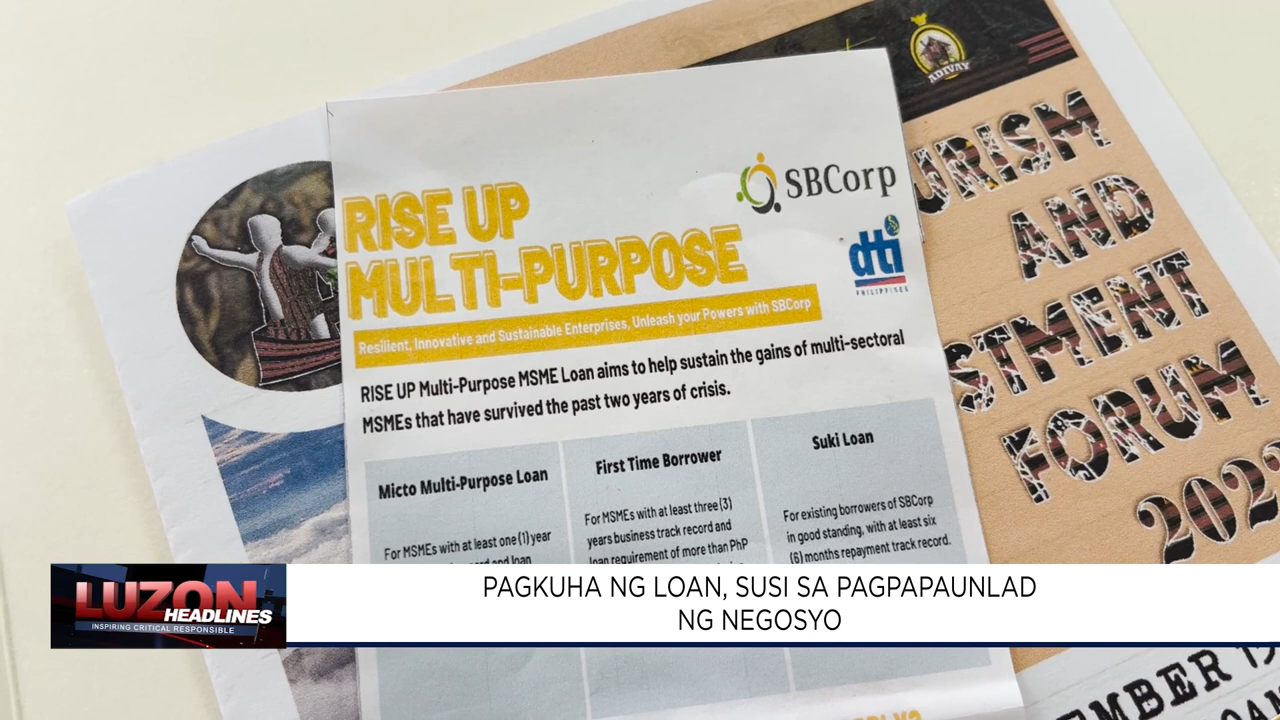 ADIVAY
URISM
AND
STMENT
FORUM
SBCorp
dti
PHILIPPINES
RISE UP
MULTI-PURPOSE
Resilient, Innovative and Sustainable Enterprises, Unleash your Powers with SBCorp
RISE UP Multi-Purpose MSME Loan aims to help sustain the gains of multi-sectoral
MSMEs that have survived the past two years of crisis.
Micto Multi-Purpose Loan
For MSMEs with at least one (1) year
First Time Borrower
For MSMEs with at least three (3)
years business track record and
loan requirement of more than PhP
Suki Loan
For existing borrowers of SBCorp
in good standing, with at least six
(6) months repayment track record.
LUZON
HEADLINES
INSPIRING CRITICAL RESPONSIBLE
PAGKUHA NG LOAN, SUSI SA PAGPAPAUNLAD
NG NEGOSYO
EMBER